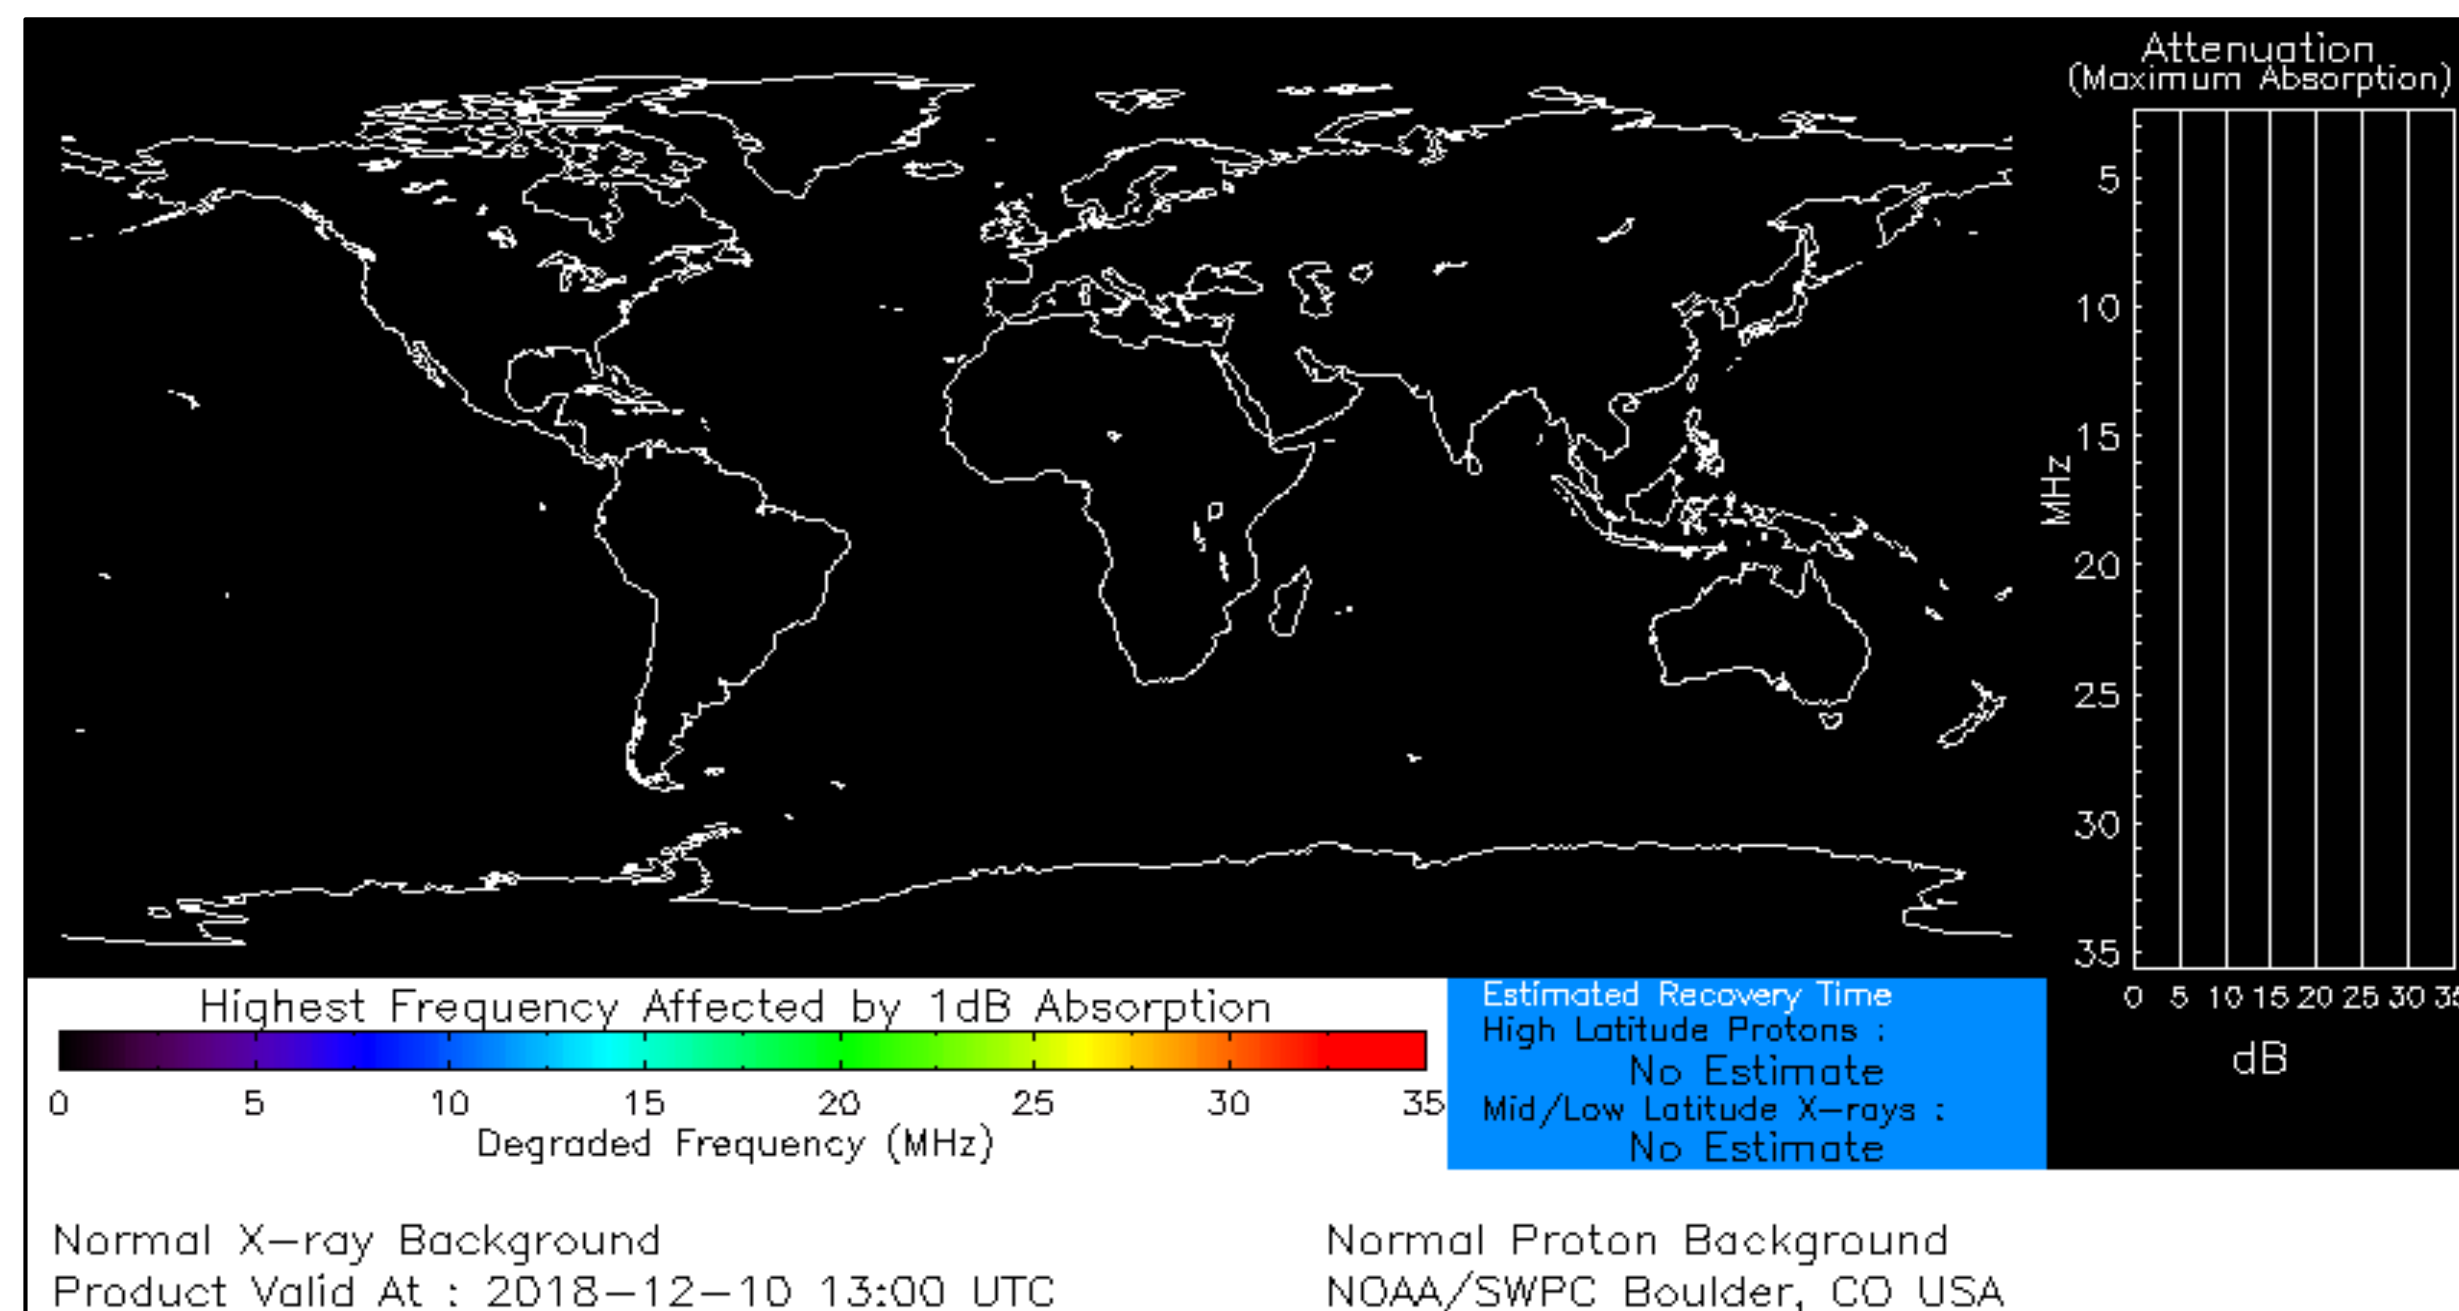 Attenuation
(Maximum Absorption)
5
10
15
20
25
30
35
MHz
0 5 10 15 20 25 30 35
dB
Highest Frequency Affected by 1dB Absorption
0 5 10 15 20 25 30 35
Degraded Frequency (MHz)
Estimated Recovery Time
High Latitude Protons :
No Estimate
Mid/Low Latitude X-rays :
No Estimate
Normal X-ray Background
Normal Proton Background
Product Valid At : 2018-12-10 13:00 UTC
NOAA/SWPC Boulder, CO USA